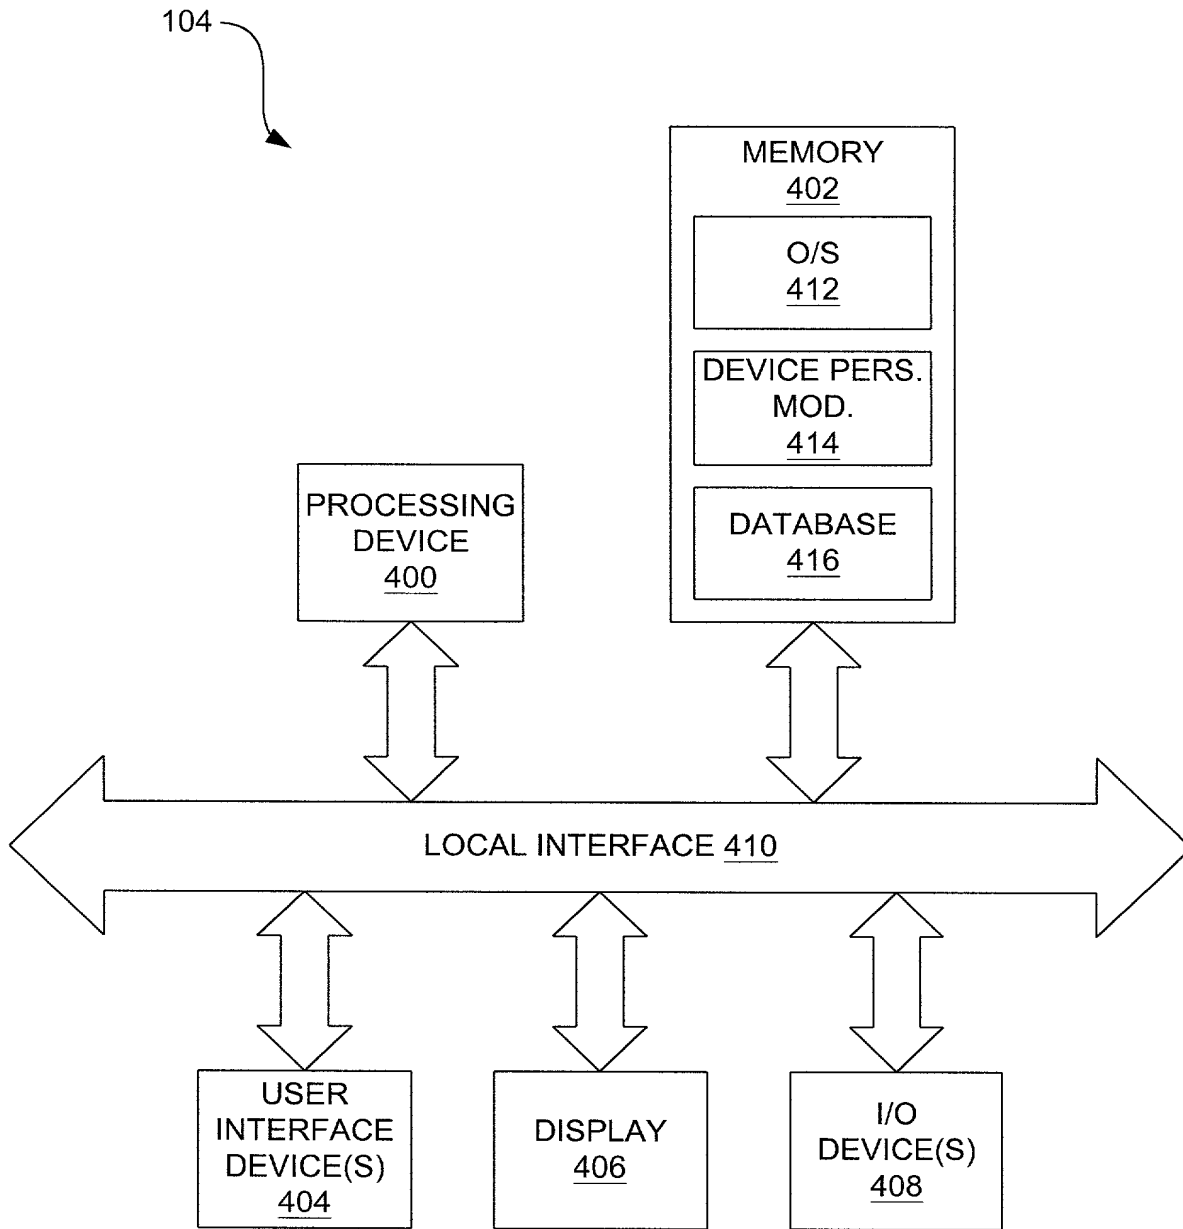 104
MEMORY
402
O/S
412
DEVICE PERS.
MOD.
414
DATABASE
416
PROCESSING
DEVICE
400
LOCAL INTERFACE 410
USER
INTERFACE
DEVICE(S)
404
DISPLAY
406
I/O
DEVICE(S)
408